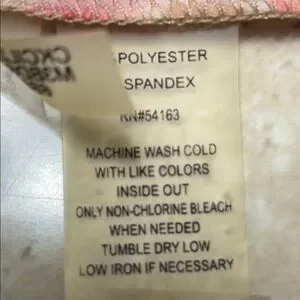 POLYESTER
SPANDEX
RN#54163
MACHINE WASH COLD
WITH LIKE COLORS
INSIDE OUT
ONLY NON-CHLORINE BLEACH
WHEN NEEDED
TUMBLE DRY LOW
LOW IRON IF NECESSARY